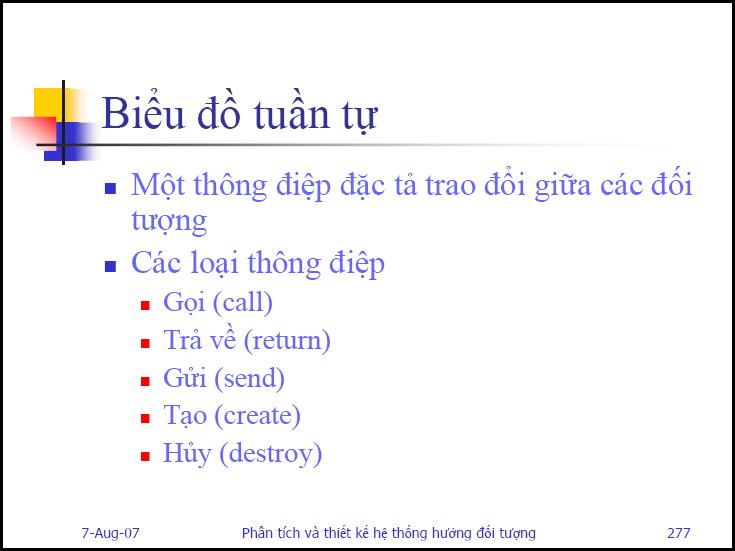 Biểu đồ tuần tự
Một thông điệp đặc tả trao đổi giữa các đối
tượng
Các loại thông điệp
Gọi (call)
Trả về (return)
Gửi (send)
Tạo (create)
Hủy (destroy)
7-Aug-07
Phân tích và thiết kế hệ thống hướng đối tượng
277